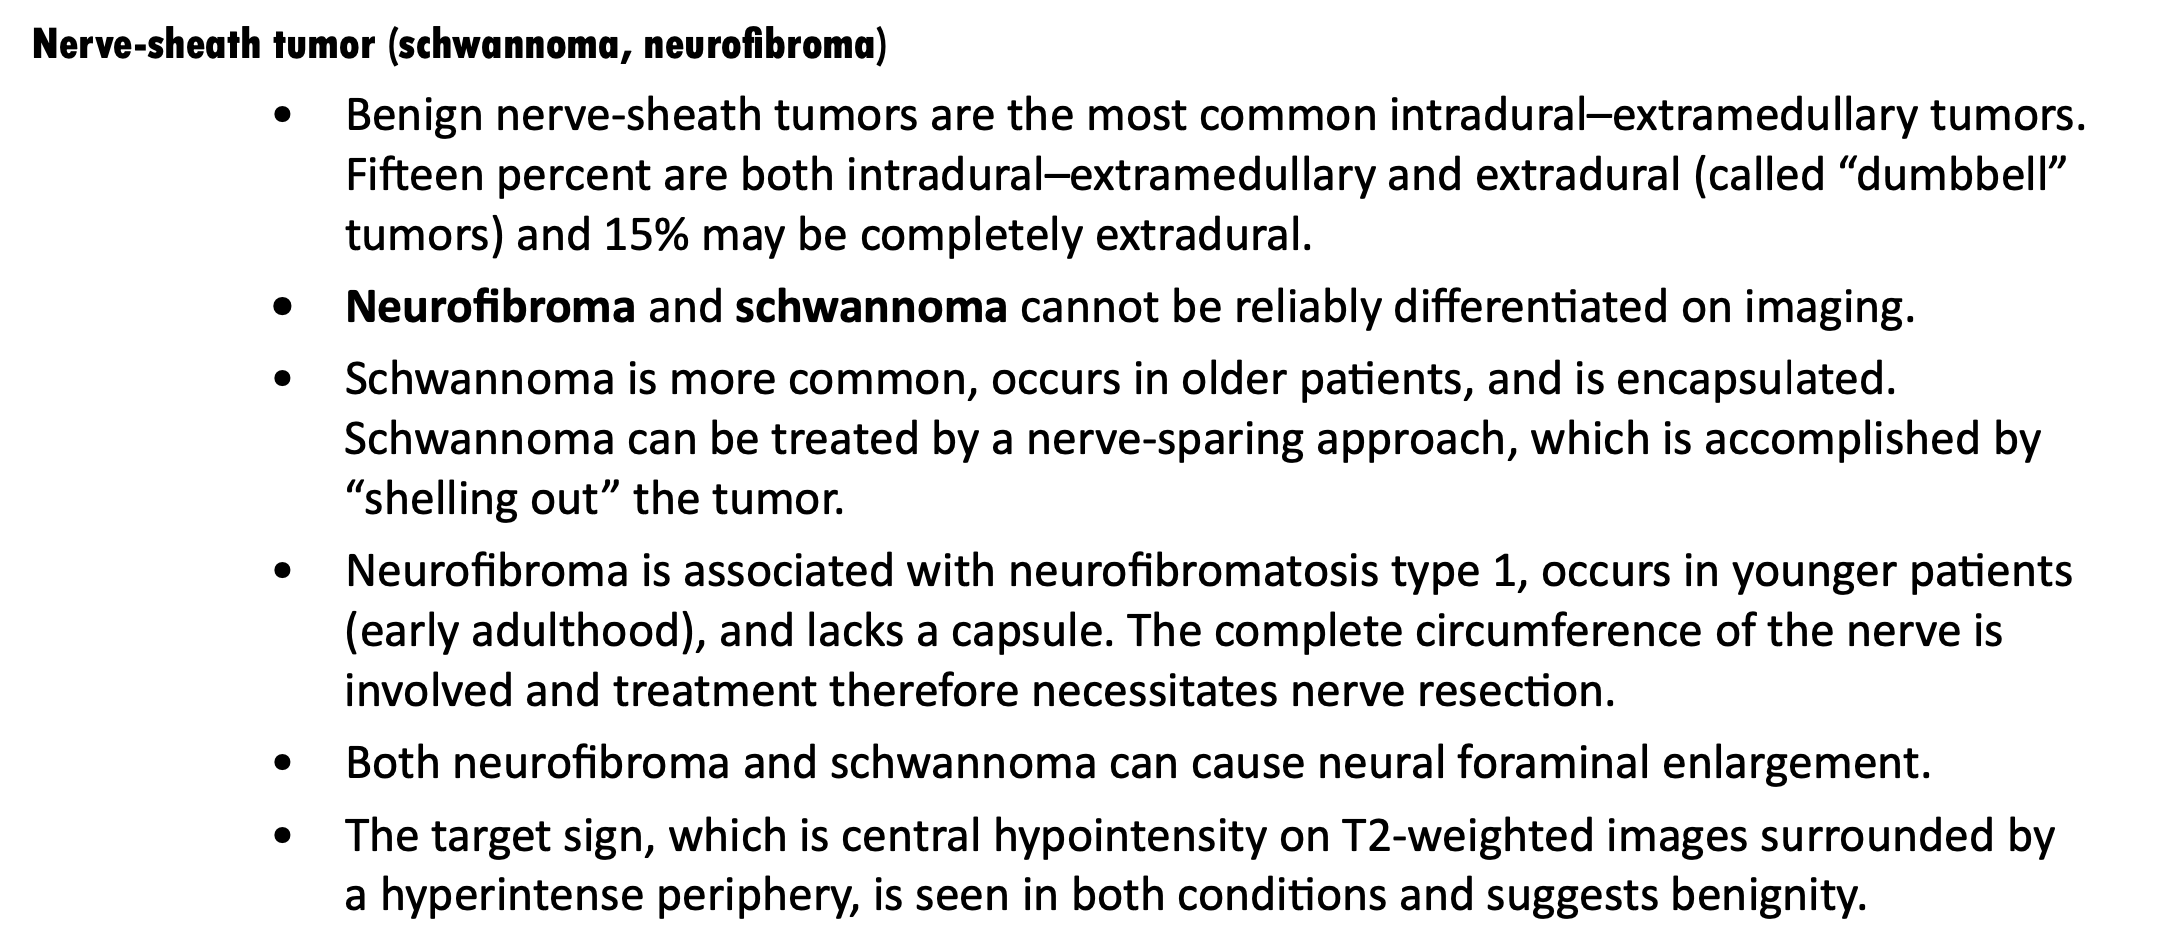 Nerve-sheath tumor (schwannoma, neurofibroma)
• Benign nerve-sheath tumors are the most common intradural–extramedullary tumors.
Fifteen percent are both intradural–extramedullary and extradural (called “dumbbell”
tumors) and 15% may be completely extradural.
• Neurofibroma and schwannoma cannot be reliably differentiated on imaging.
• Schwannoma is more common, occurs in older patients, and is encapsulated.
Schwannoma can be treated by a nerve-sparing approach, which is accomplished by
“shelling out” the tumor.
• Neurofibroma is associated with neurofibromatosis type 1, occurs in younger patients
(early adulthood), and lacks a capsule. The complete circumference of the nerve is
involved and treatment therefore necessitates nerve resection.
• Both neurofibroma and schwannoma can cause neural foraminal enlargement.
• The target sign, which is central hypointensity on T2-weighted images surrounded by
a hyperintense periphery, is seen in both conditions and suggests benignity.